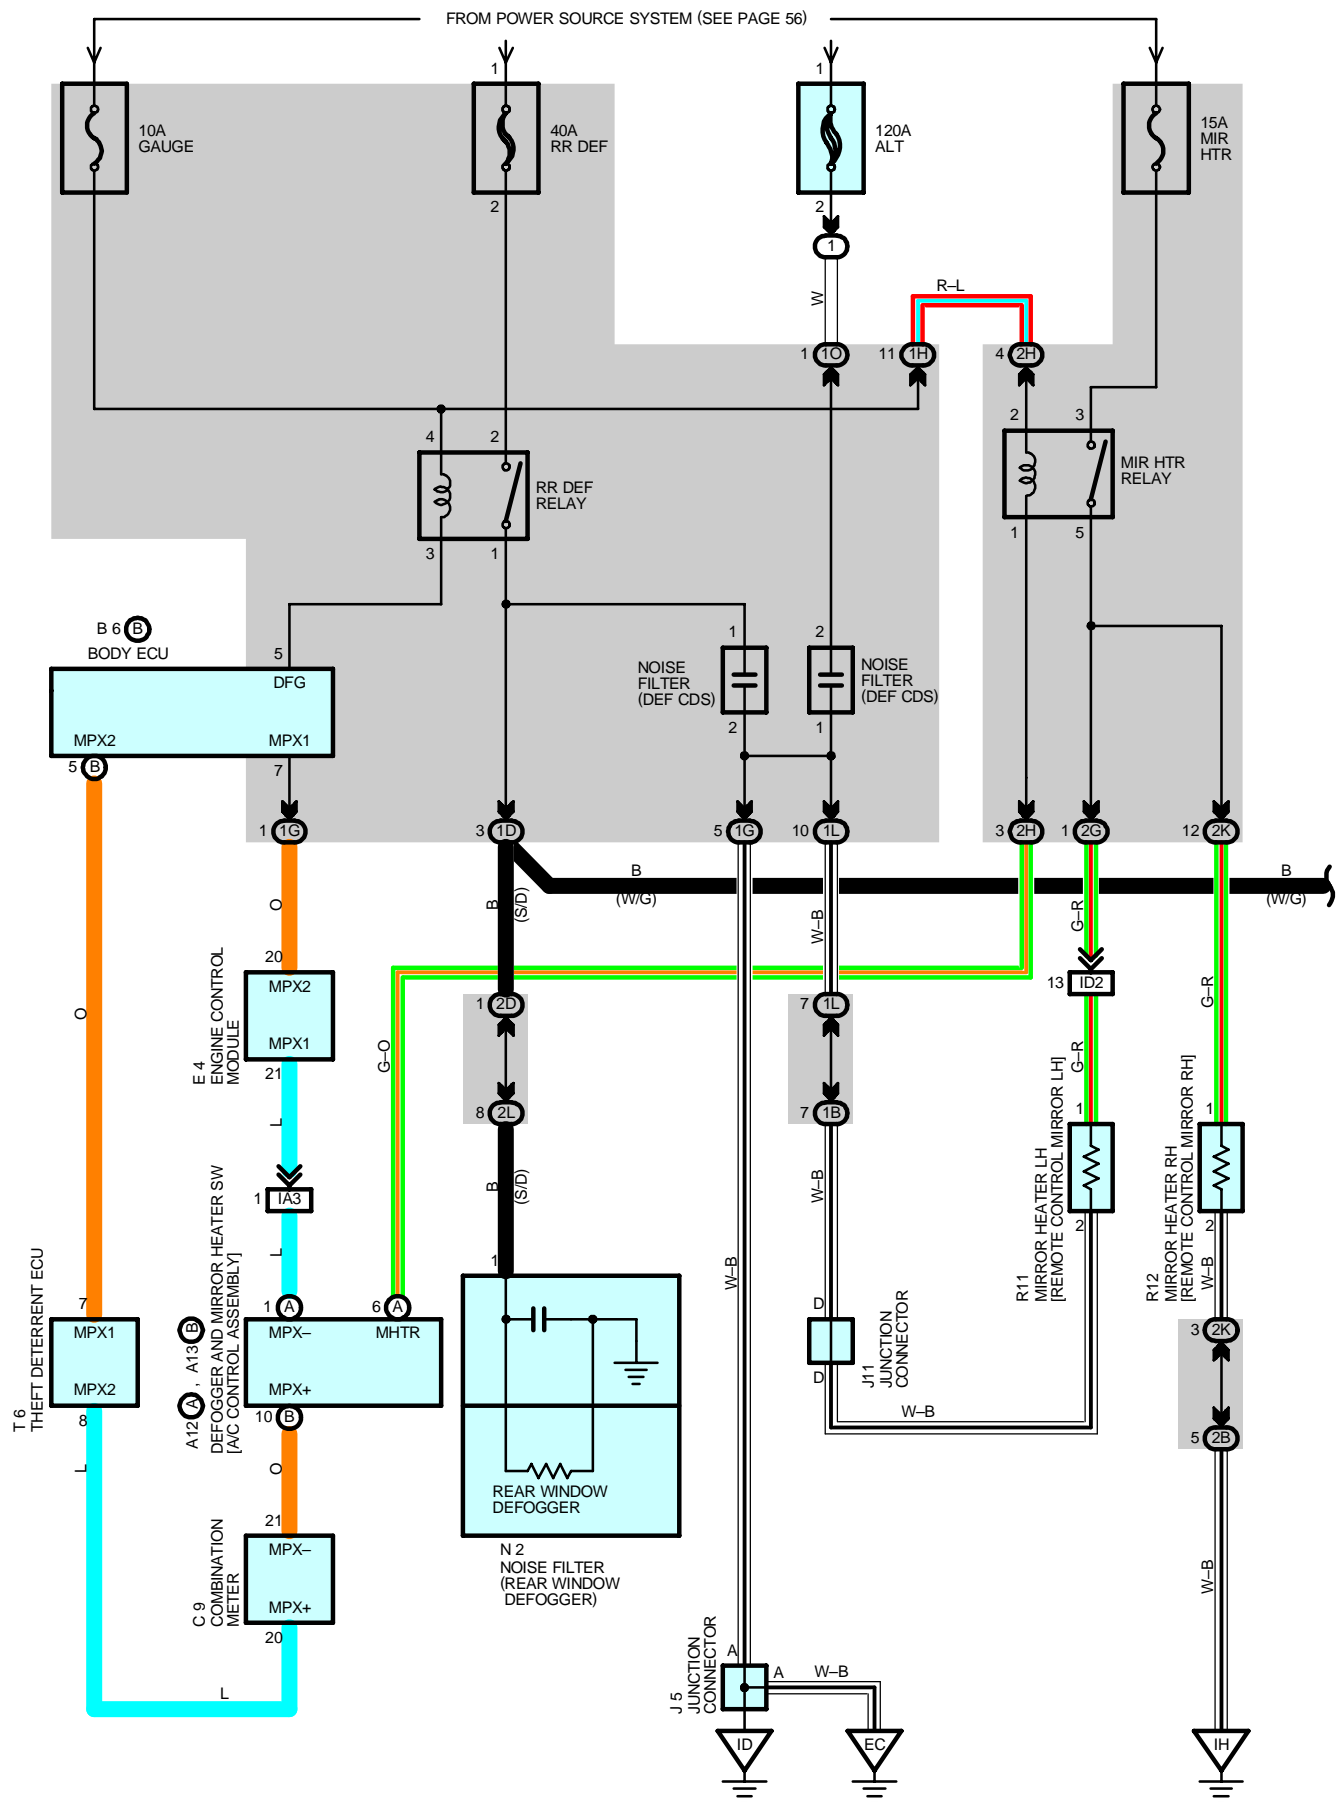 FROM POWER SOURCE SYSTEM (SEE PAGE 56)
1
1
10A
GAUGE
40A
RR DEF
120A
ALT
15A
MIR
HTR
2
2
1
W
R–L
1 1O
11 1H
4 2H
4
2
2
3
RR DEF
RELAY
MIR HTR
RELAY
3
1
1
5
B 6 B
BODY ECU
5
DFG
MPX2
MPX1
5 B
7
1
NOISE
FILTER
(DEF CDS)
2
2
NOISE
FILTER
(DEF CDS)
1
1 1G
3 1D
5 1G
10 1L
3 2H
1 2G
12 2K
B
(W/G)
B
(W/G)
O
B
(S/D)
W–B
G–R
20
MPX2
MPX1
21
E 4
ENGINE CONTROL
MODULE
O
G–O
1 2D
8 2L
7 1L
7 1B
13 ID2
G–R
G–R
L
1 IA3
L
B
(S/D)
W–B
W–B
1
2
R11
MIRROR HEATER LH
[REMOTE CONTROL MIRROR LH]
1
2
R12
MIRROR HEATER RH
[REMOTE CONTROL MIRROR RH]
W–B
7
MPX1
MPX2
8
T 6
THEFT DETERRENT ECU
A12 A , A13 B
DEFOGGER AND MIRROR HEATER SW
[A/C CONTROL ASSEMBLY]
1 A
6 A
MPX–
MHTR
MPX+
10 B
1
REAR WINDOW
DEFOGGER
N 2
NOISE FILTER
(REAR WINDOW
DEFOGGER)
D
D
J11
JUNCTION
CONNECTOR
W–B
3 2K
5 2B
L
O
21
MPX–
MPX+
20
C 9
COMBINATION
METER
L
W–B
A
A
W–B
J 5
JUNCTION
CONNECTOR
ID
EC
IH